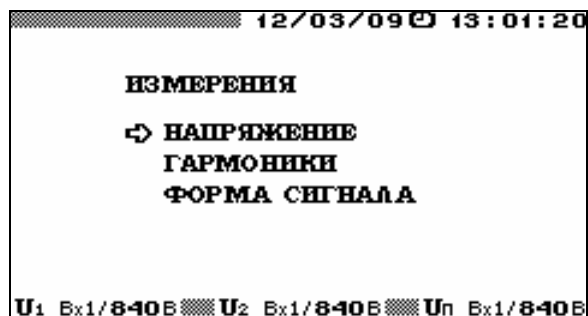 12/03/09 13:01:20
ИЗМЕРЕНИЯ
НАПРЯЖЕНИЕ
ГАРМОНИКИ
ФОРМА СИГНАЛА
U1 Вх1/840В U2 Вх1/840В Uп Вх1/840В